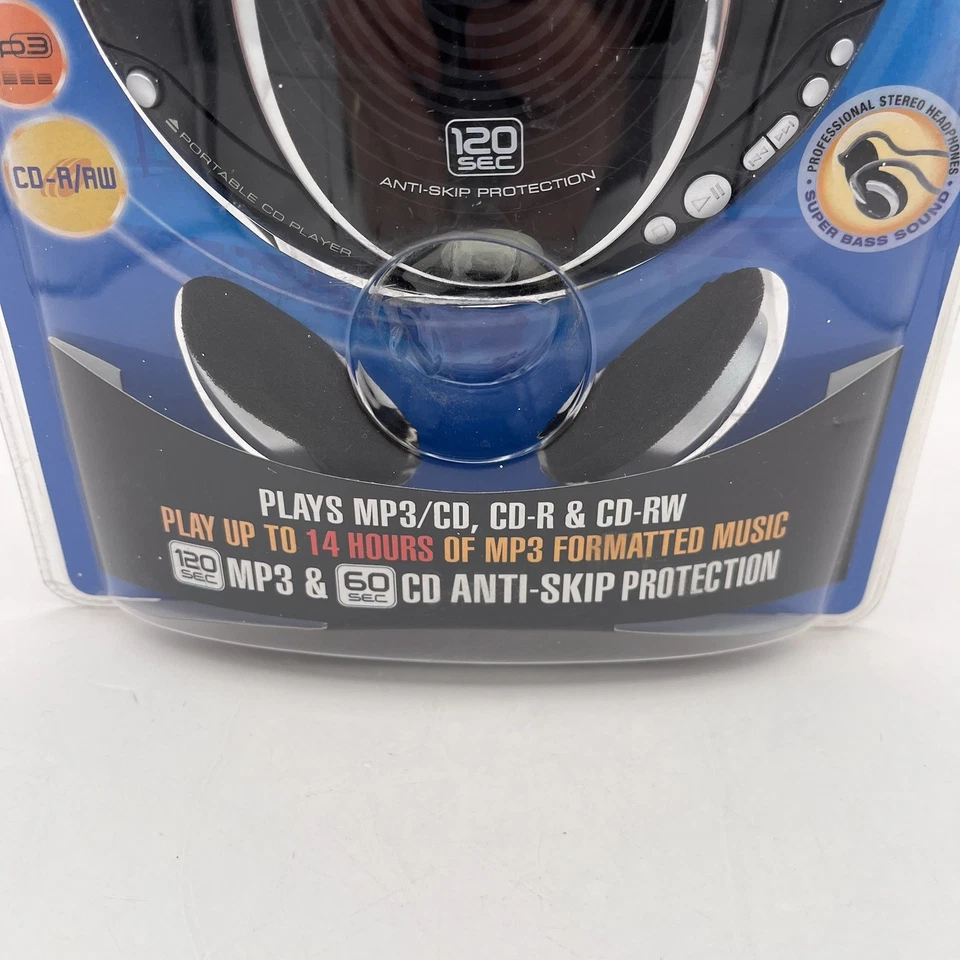 p3
CD-R/RW
120
SEC
ANTI-SKIP PROTECTION
PORTABLE CD PLAYER
PROFESSIONAL STEREO HEADPHONES
SUPER BASS SOUND
PLAYS MP3/CD, CD-R & CD-RW
PLAY UP TO 14 HOURS OF MP3 FORMATTED MUSIC
120 SEC MP3 & 60 SEC CD ANTI-SKIP PROTECTION